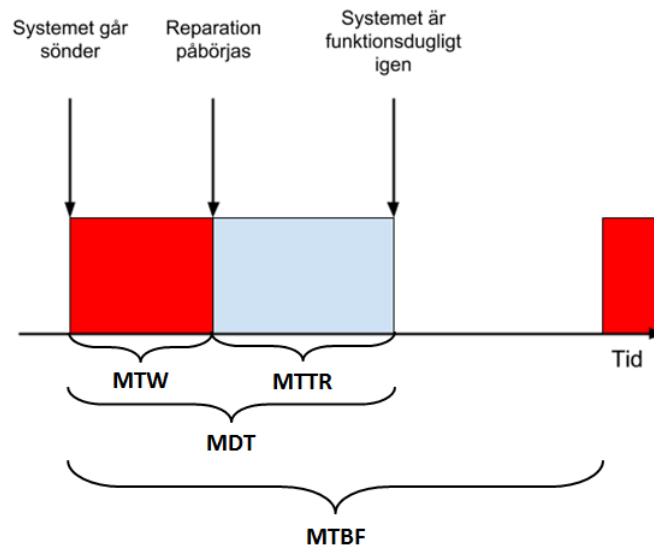 Systemet går
sönder
Reparation
påbörjas
Systemet är
funktionsdugligt
igen
Tid
MTW
MTTR
MDT
MTBF